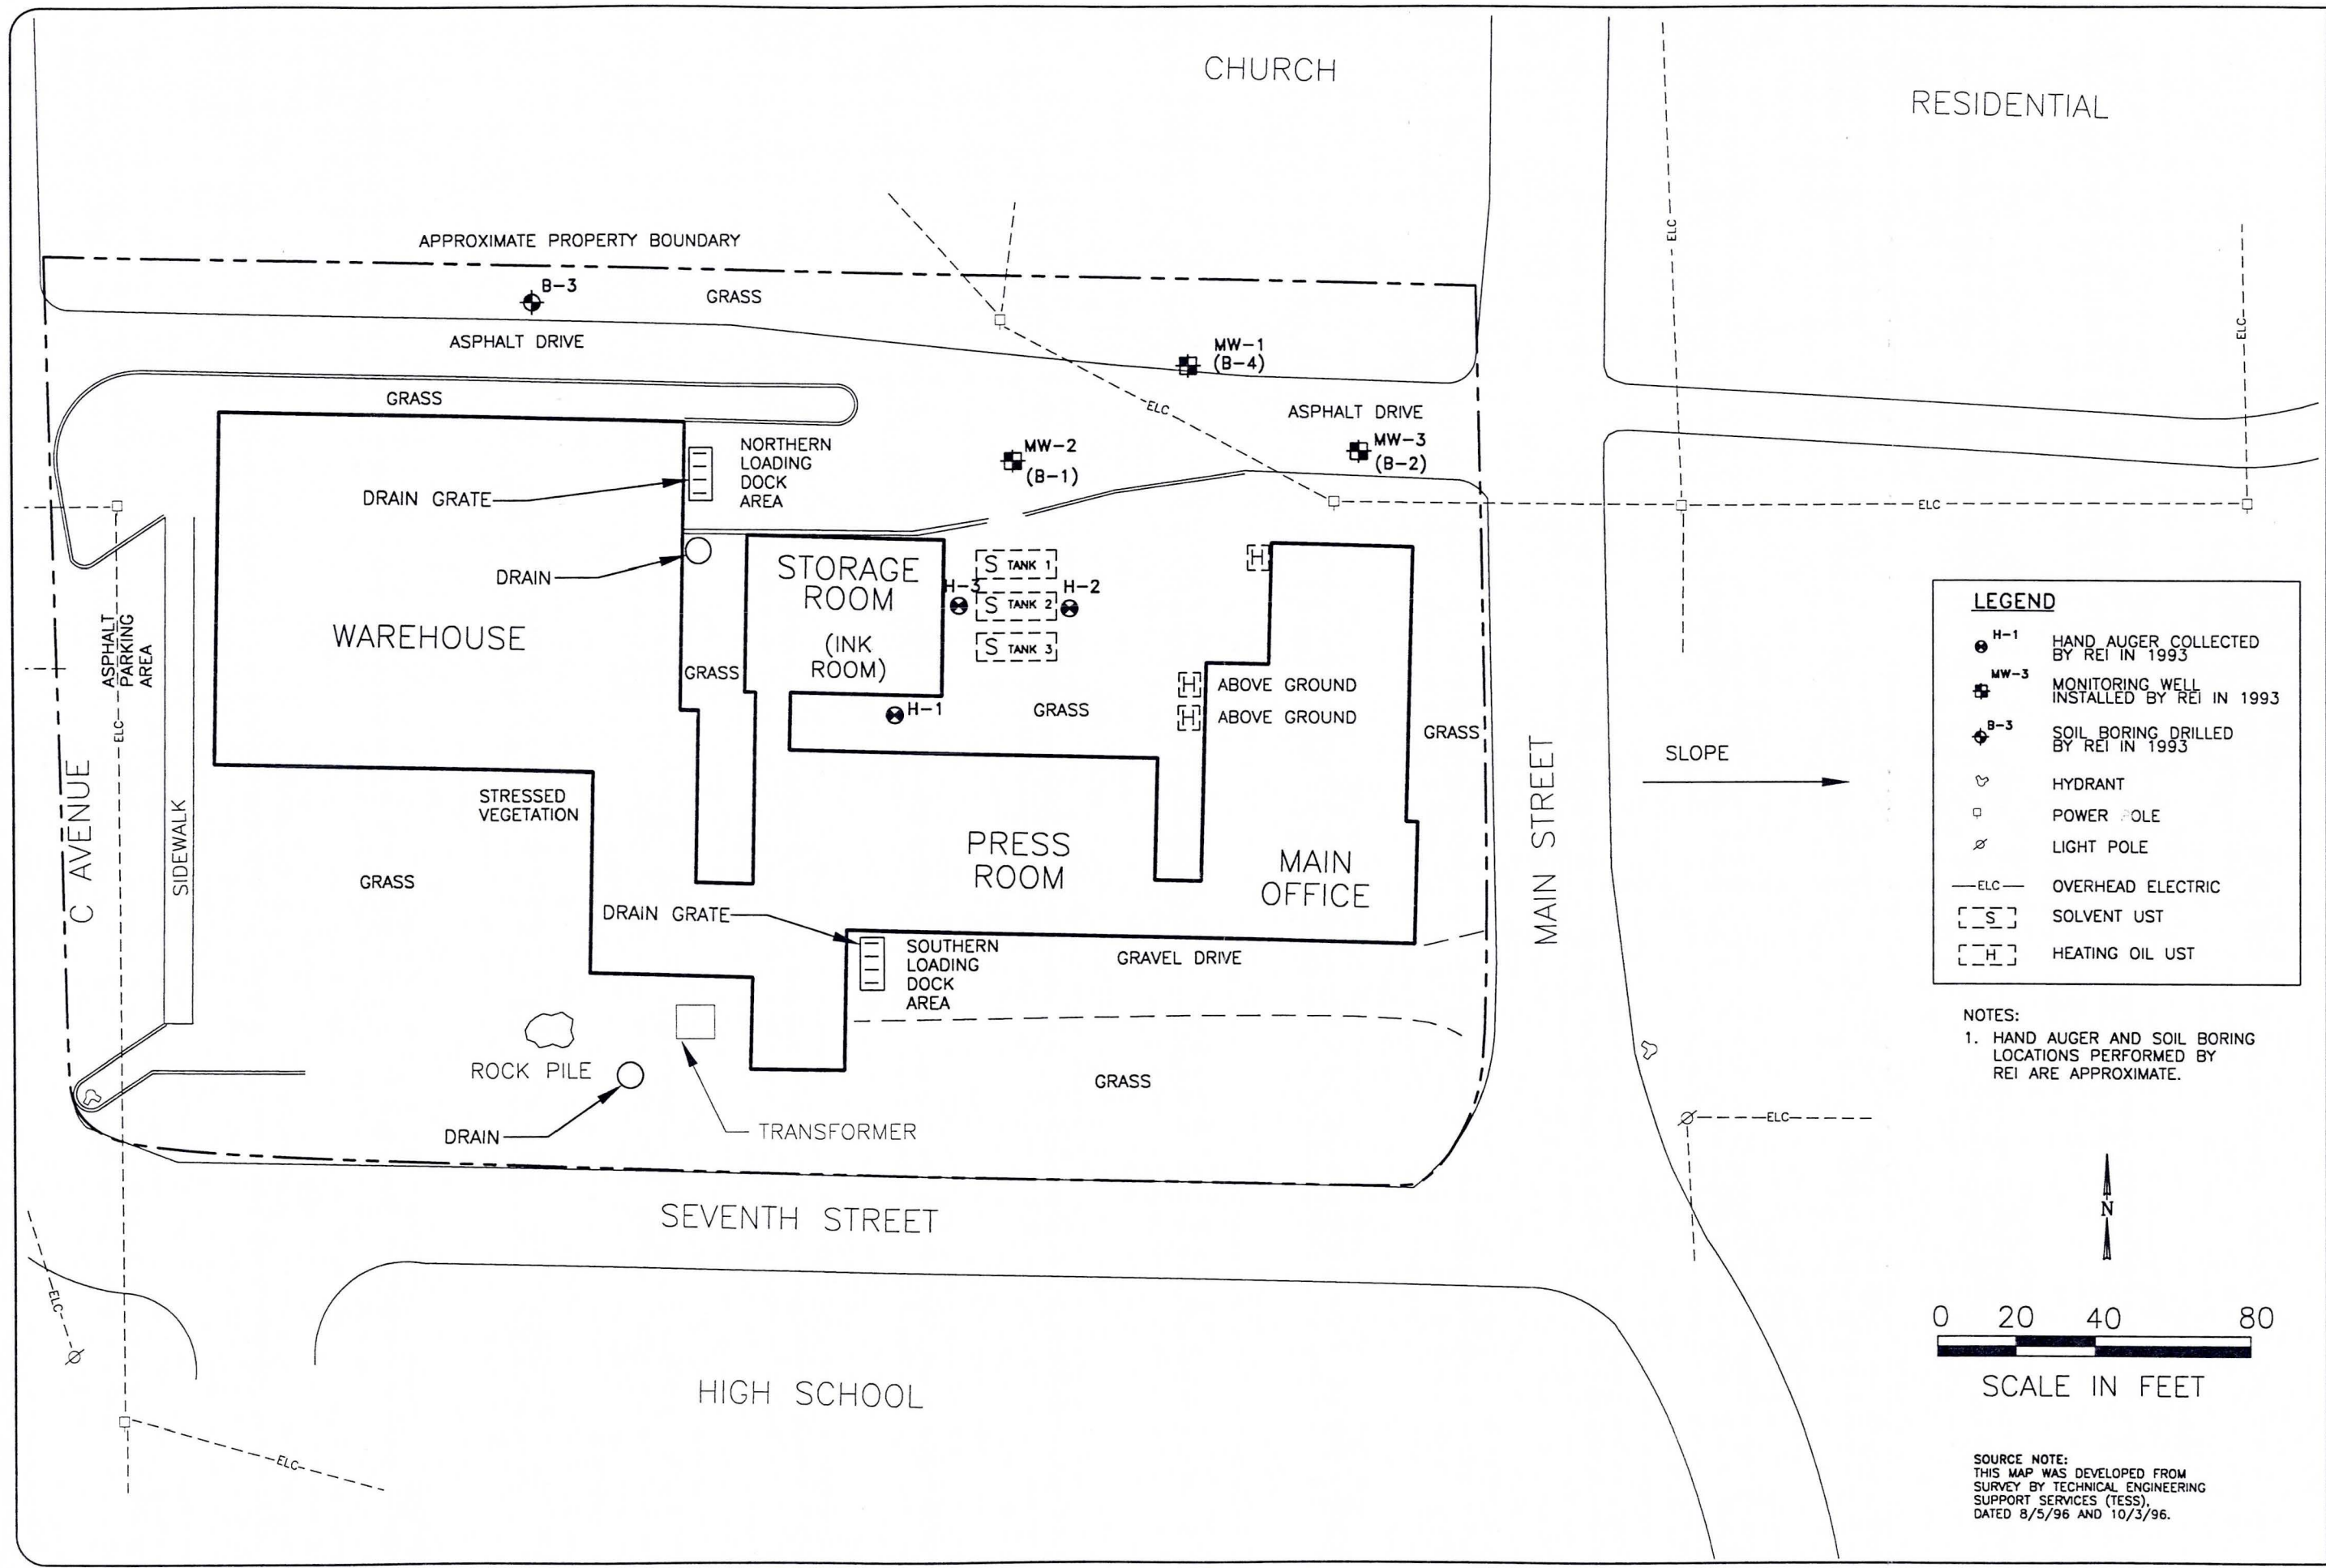 CHURCH
RESIDENTIAL
APPROXIMATE PROPERTY BOUNDARY
ELC
B-3
GRASS
ELC
ASPHALT DRIVE
MW-1
(B-4)
GRASS
ELC
ASPHALT DRIVE
NORTHERN
LOADING
DOCK
AREA
MW-2
(B-1)
MW-3
(B-2)
DRAIN GRATE
ELC
DRAIN
STORAGE
ROOM
(INK
ROOM)
S TANK 1
H-3
S TANK 2
H-2
S TANK 3
H
WAREHOUSE
ASPHALT
PARKING
AREA
GRASS
H ABOVE GROUND
H ABOVE GROUND
H-1
GRASS
GRASS
ELC
C AVENUE
SIDEWALK
STRESSED
VEGETATION
GRASS
PRESS
ROOM
MAIN
OFFICE
MAIN STREET
SLOPE
DRAIN GRATE
SOUTHERN
LOADING
DOCK
AREA
GRAVEL DRIVE
ROCK PILE
GRASS
DRAIN
TRANSFORMER
ELC
SEVENTH STREET
ELC
HIGH SCHOOL
ELC
LEGEND
H-1 HAND AUGER COLLECTED
BY REI IN 1993
MW-3 MONITORING WELL
INSTALLED BY REI IN 1993
B-3 SOIL BORING DRILLED
BY REI IN 1993
HYDRANT
POWER OLE
LIGHT POLE
ELC OVERHEAD ELECTRIC
S SOLVENT UST
H HEATING OIL UST
NOTES:
1. HAND AUGER AND SOIL BORING
LOCATIONS PERFORMED BY
REI ARE APPROXIMATE.
N
0 20 40 80
SCALE IN FEET
SOURCE NOTE:
THIS MAP WAS DEVELOPED FROM
SURVEY BY TECHNICAL ENGINEERING
SUPPORT SERVICES (TESS),
DATED 8/5/96 AND 10/3/96.